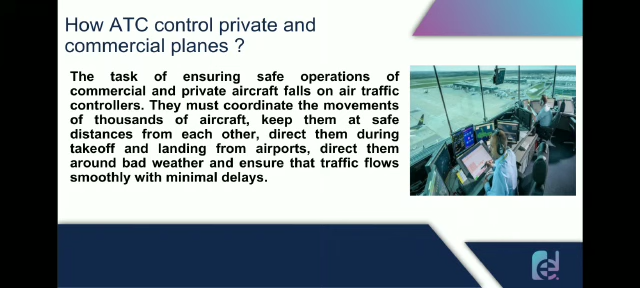 How ATC control private and
commercial planes ?
The task of ensuring safe operations of
commercial and private aircraft falls on air traffic
controllers. They must coordinate the movements
of thousands of aircraft, keep them at safe
distances from each other, direct them during
takeoff and landing from airports, direct them
around bad weather and ensure that traffic flows
smoothly with minimal delays.